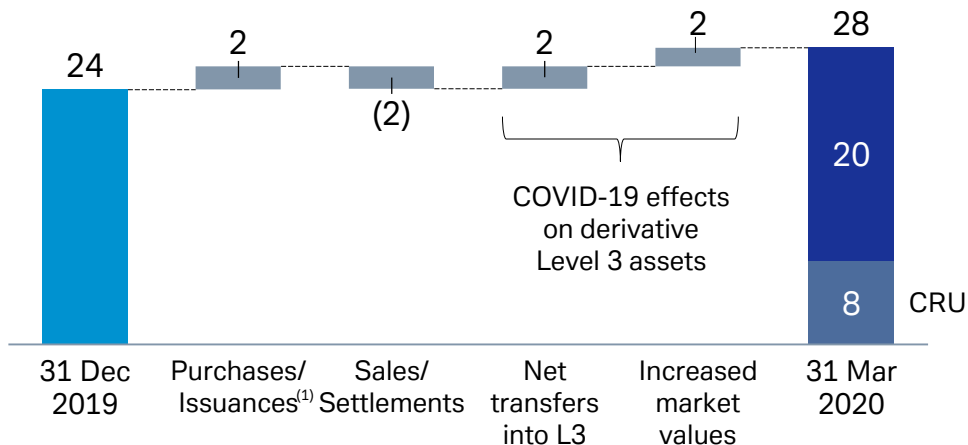 24
2
(2)
2
2
28
20
8
CRU
COVID-19 effects
on derivative
Level 3 assets
31 Dec
2019
Purchases/
Issuances(1)
Sales/
Settlements
Net
transfers
into L3
Increased
market
values
31 Mar
2020